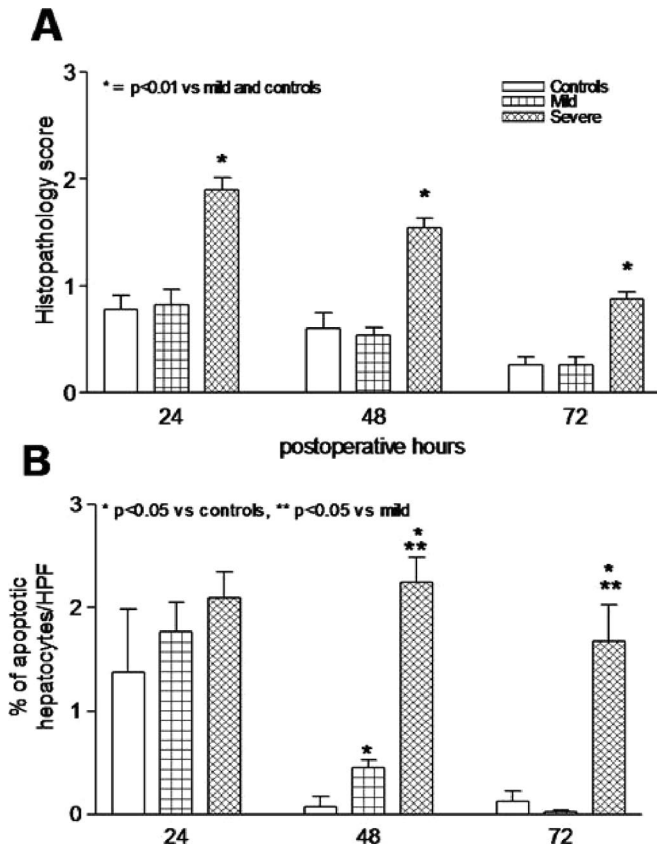 A
3
* = p<0.01 vs mild and controls
Controls
Mild
Severe
*
2
*
Histopathology score
*
1
0
24
48
72
postoperative hours
B
3
* p<0.05 vs controls, ** p<0.05 vs mild
*
**
*
**
% of apoptotic
hepatocytes/HPF
2
1
*
0
24
48
72